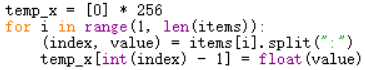 temp_x = [0] * 256
for i in range(1, len(items)):
    (index, value) = items[i].split(":")
    temp_x[int(index) - 1] = float(value)